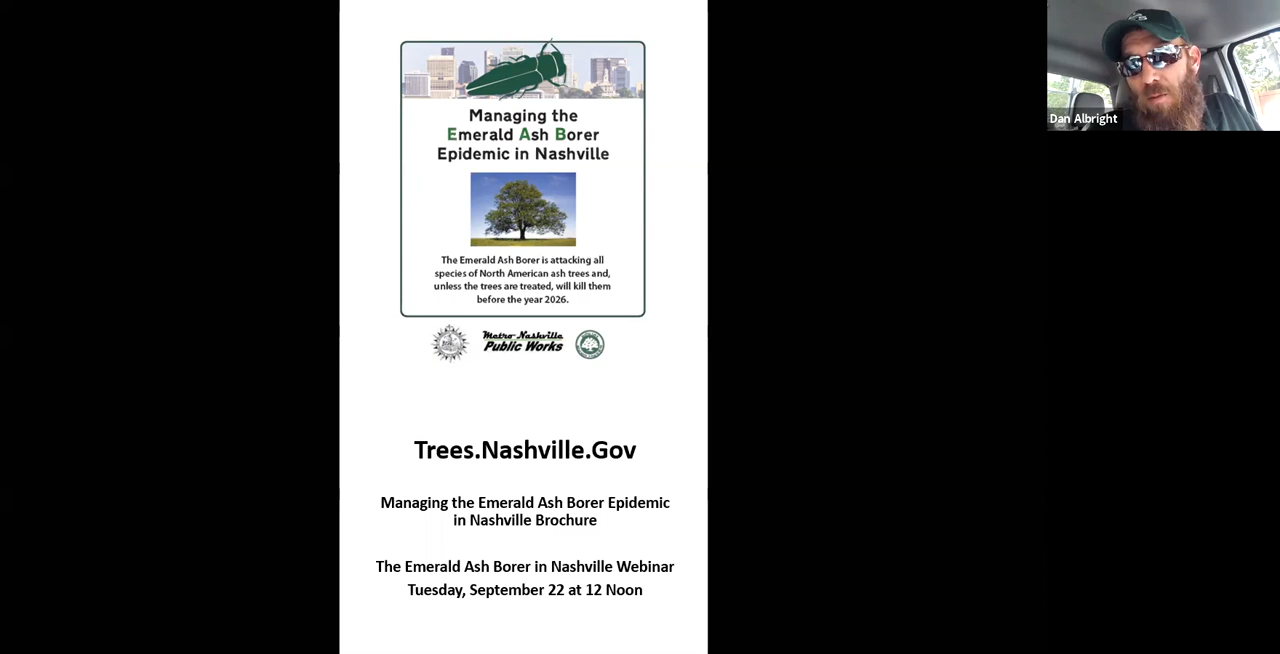 Managing the
Emerald Ash Borer
Epidemic in Nashville
The Emerald Ash Borer is attacking all
species of North American ash trees and,
unless the trees are treated, will kill them
before the year 2026.
Metro Nashville
Public Works
Trees.Nashville.Gov
Managing the Emerald Ash Borer Epidemic
in Nashville Brochure
The Emerald Ash Borer in Nashville Webinar
Tuesday, September 22 at 12 Noon
Dan Albright